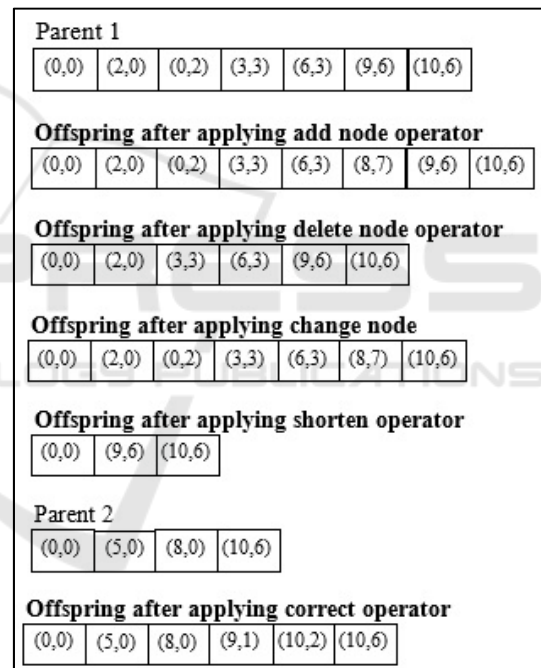 Parent 1
(0,0) (2,0) (0,2) (3,3) (6,3) (9,6) (10,6)
Offspring after applying add node operator
(0,0) (2,0) (0,2) (3,3) (6,3) (8,7) (9,6) (10,6)
Offspring after applying delete node operator
(0,0) (2,0) (3,3) (6,3) (9,6) (10,6)
Offspring after applying change node
(0,0) (2,0) (0,2) (3,3) (6,3) (8,7) (10,6)
Offspring after applying shorten operator
(0,0) (9,6) (10,6)
Parent 2
(0,0) (5,0) (8,0) (10,6)
Offspring after applying correct operator
(0,0) (5,0) (8,0) (9,1) (10,2) (10,6)
PRESS
PUBLICATIONS